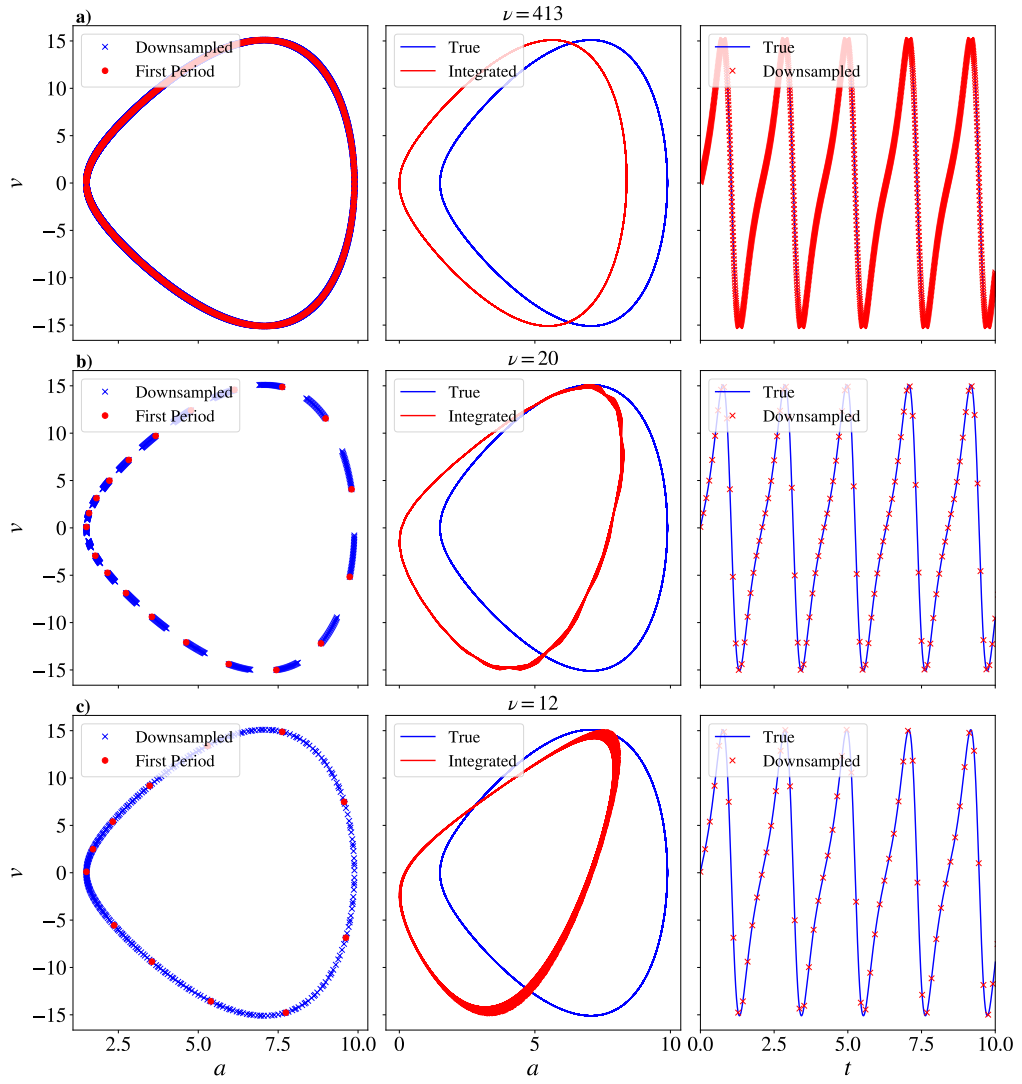 a)
ν = 413
Downsampled
First Period
True
Integrated
True
Downsampled
15
10
5
0
−5
−10
−15
v
b)
ν = 20
Downsampled
First Period
True
Integrated
True
Downsampled
15
10
5
0
−5
−10
−15
v
c)
ν = 12
Downsampled
First Period
True
Integrated
True
Downsampled
15
10
5
0
−5
−10
−15
v
2.5 5.0 7.5 10.0 0 5 10 0.0 2.5 5.0 7.5 10.0
a a t